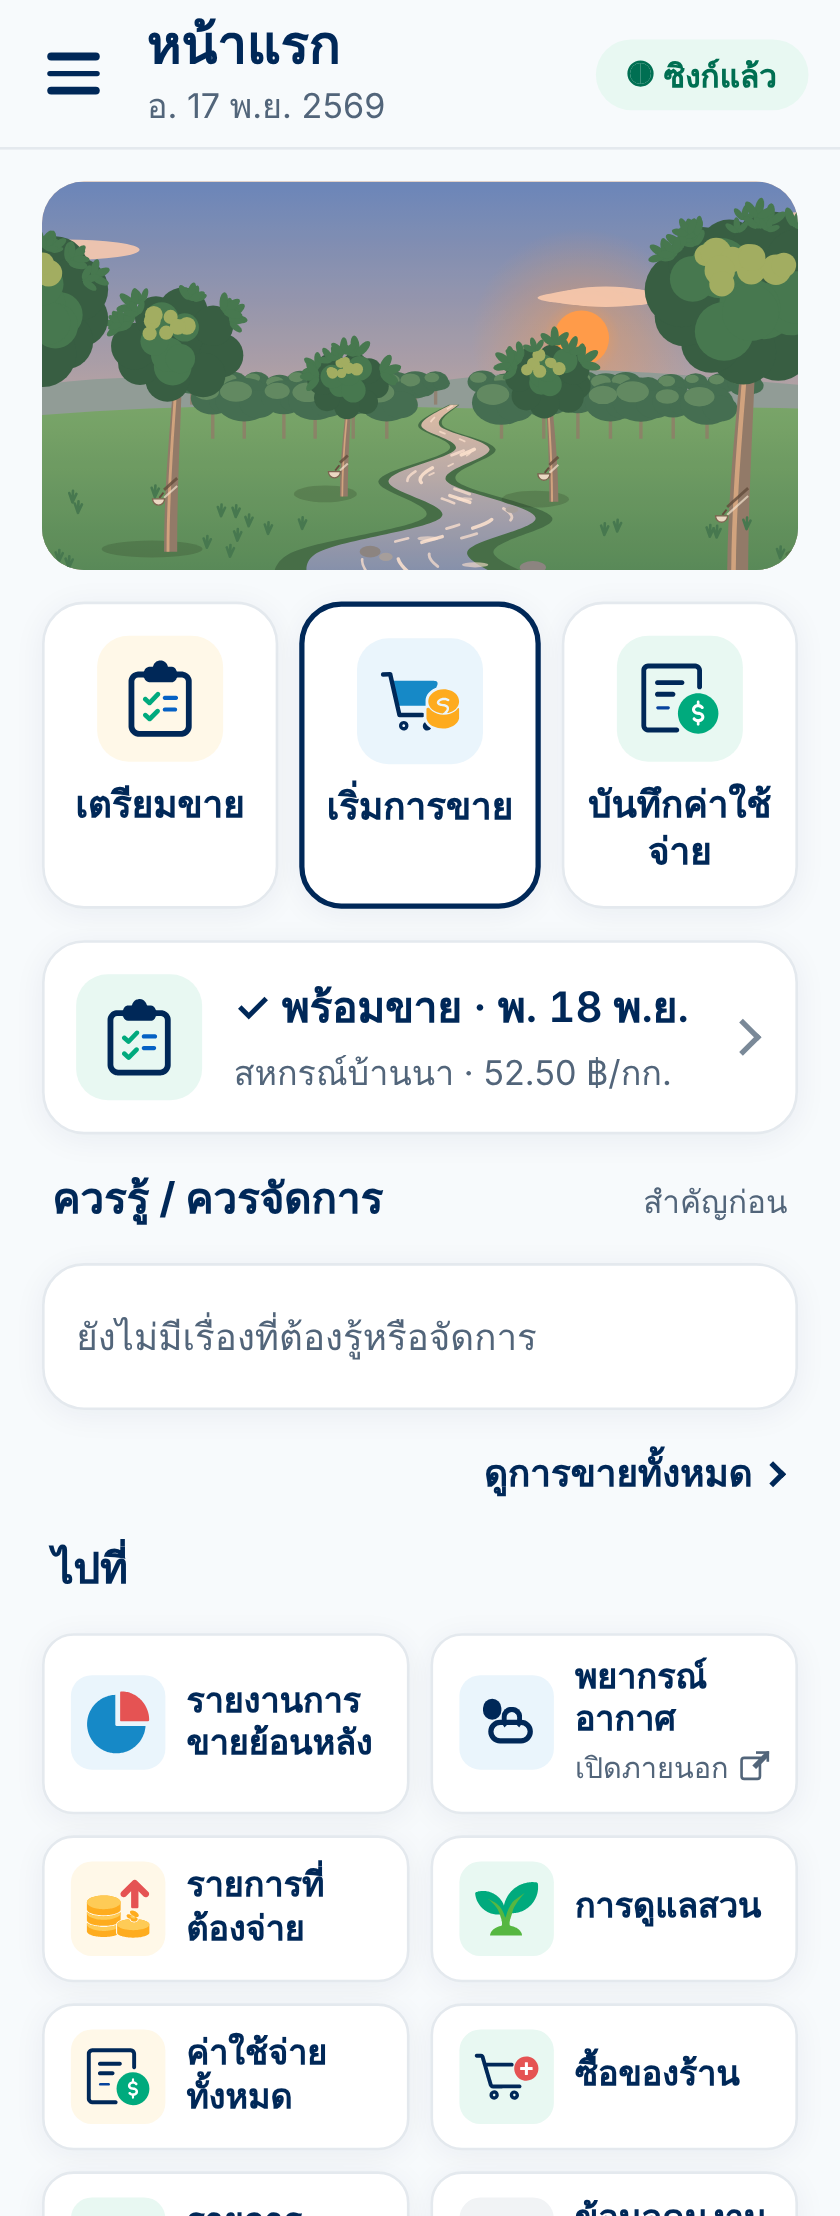 หน้าแรก
อ. 17 พ.ย. 2569
ซิงก์แล้ว
เตรียมขาย
เริ่มการขาย
บันทึกค่าใช้
จ่าย
✓ พร้อมขาย · พ. 18 พ.ย.
สหกรณ์บ้านนา · 52.50 ฿/กก.
ควรรู้ / ควรจัดการ
สำคัญก่อน
ยังไม่มีเรื่องที่ต้องรู้หรือจัดการ
ดูการขายทั้งหมด
ไปที่
รายงานการ
ขายย้อนหลัง
พยากรณ์
อากาศ
เปิดภายนอก
รายการที่
ต้องจ่าย
การดูแลสวน
ค่าใช้จ่าย
ทั้งหมด
ซื้อของร้าน